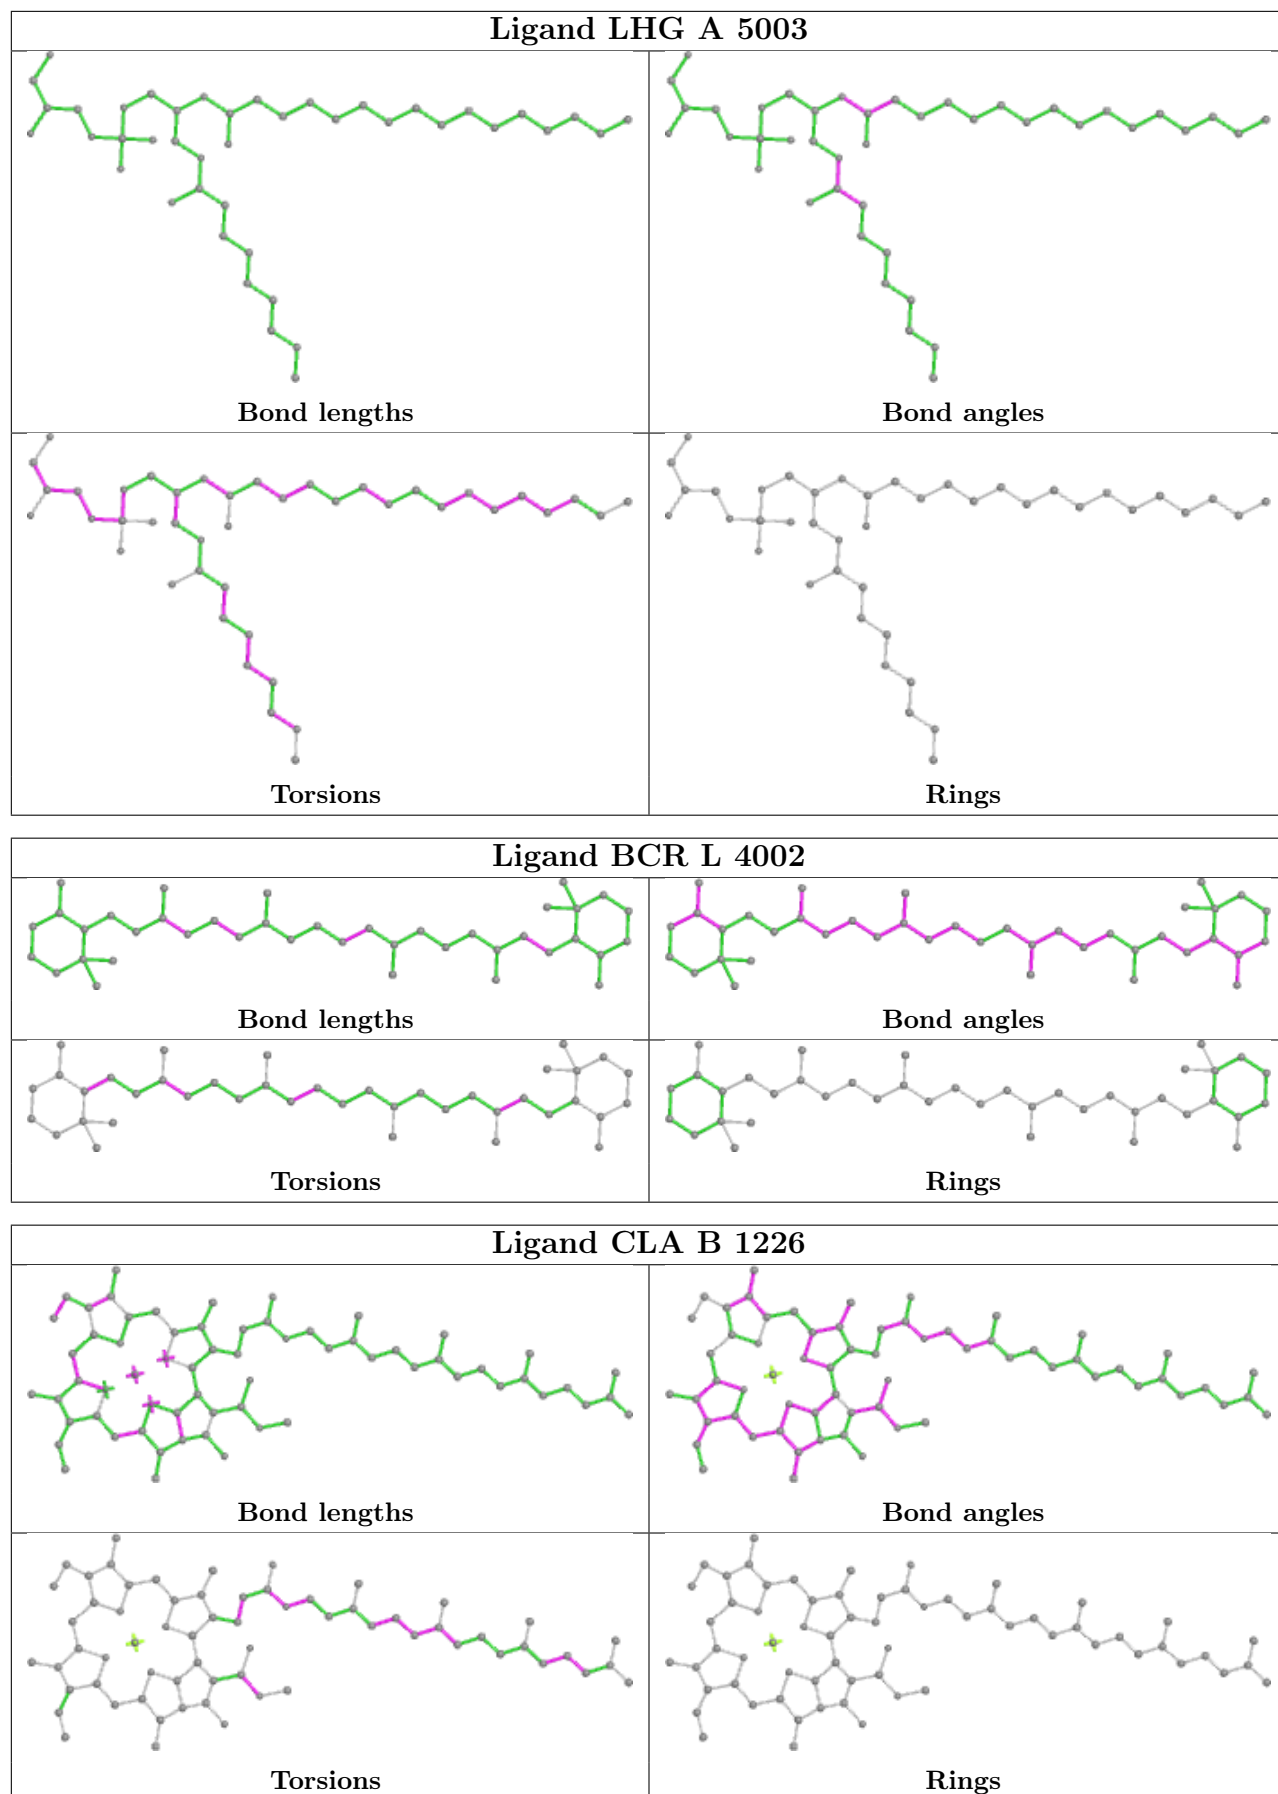 Ligand LHG A 5003
Bond lengths
Bond angles
Torsions
Rings
Ligand BCR L 4002
Bond lengths
Bond angles
Torsions
Rings
Ligand CLA B 1226
Bond lengths
Bond angles
Torsions
Rings